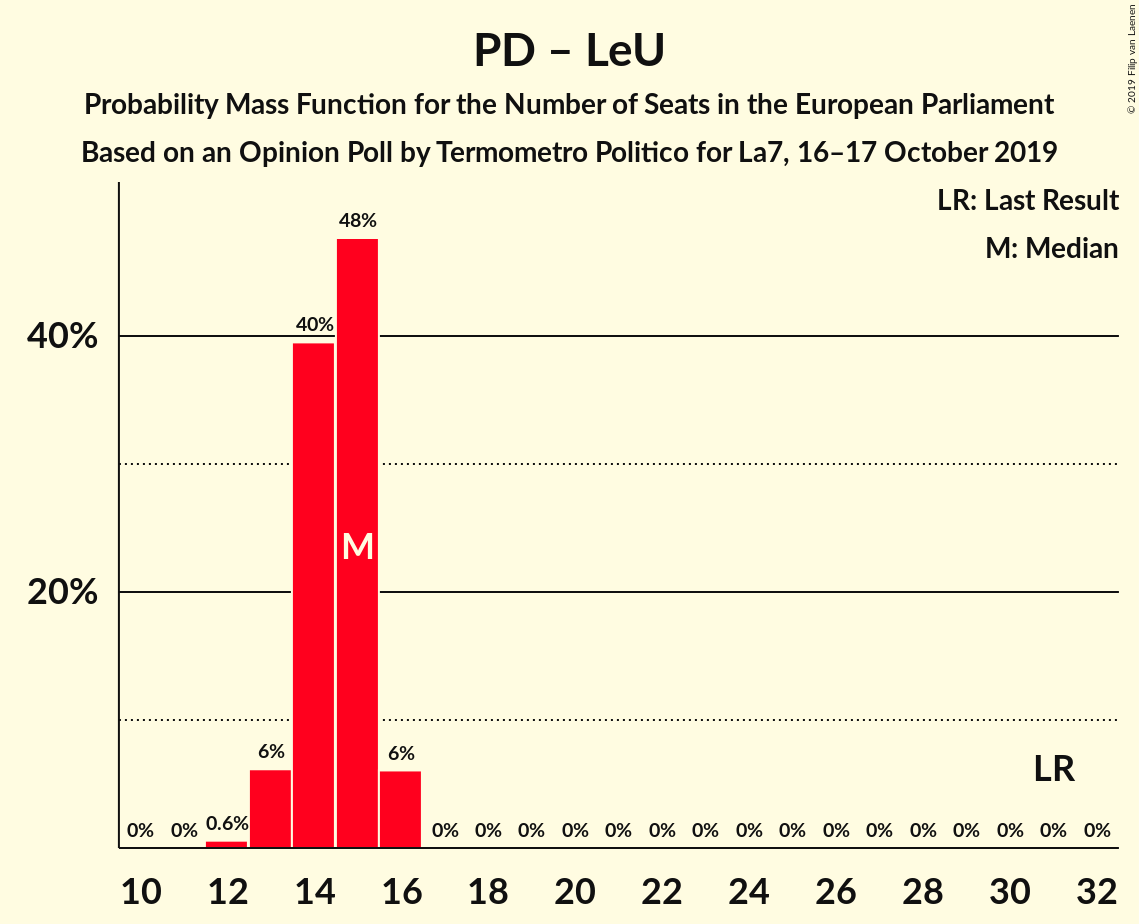 PD – LeU
Probability Mass Function for the Number of Seats in the European Parliament
Based on an Opinion Poll by Termometro Politico for La7, 16–17 October 2019
© 2019 Filip van Laenen
LR: Last Result
M: Median
48%
40%
40%
M
20%
6%
6%
LR
0% 0% 0.6% 0% 0% 0% 0% 0% 0% 0% 0% 0% 0% 0% 0% 0% 0% 0% 0%
10 12 14 16 18 20 22 24 26 28 30 32